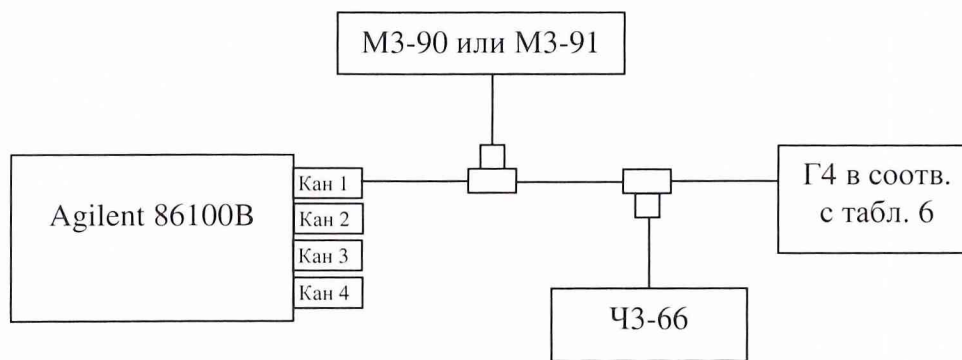 М3-90 или М3-91
Agilent 86100B
Кан 1
Кан 2
Кан 3
Кан 4
Г4 в соотв.
с табл. 6
Ч3-66